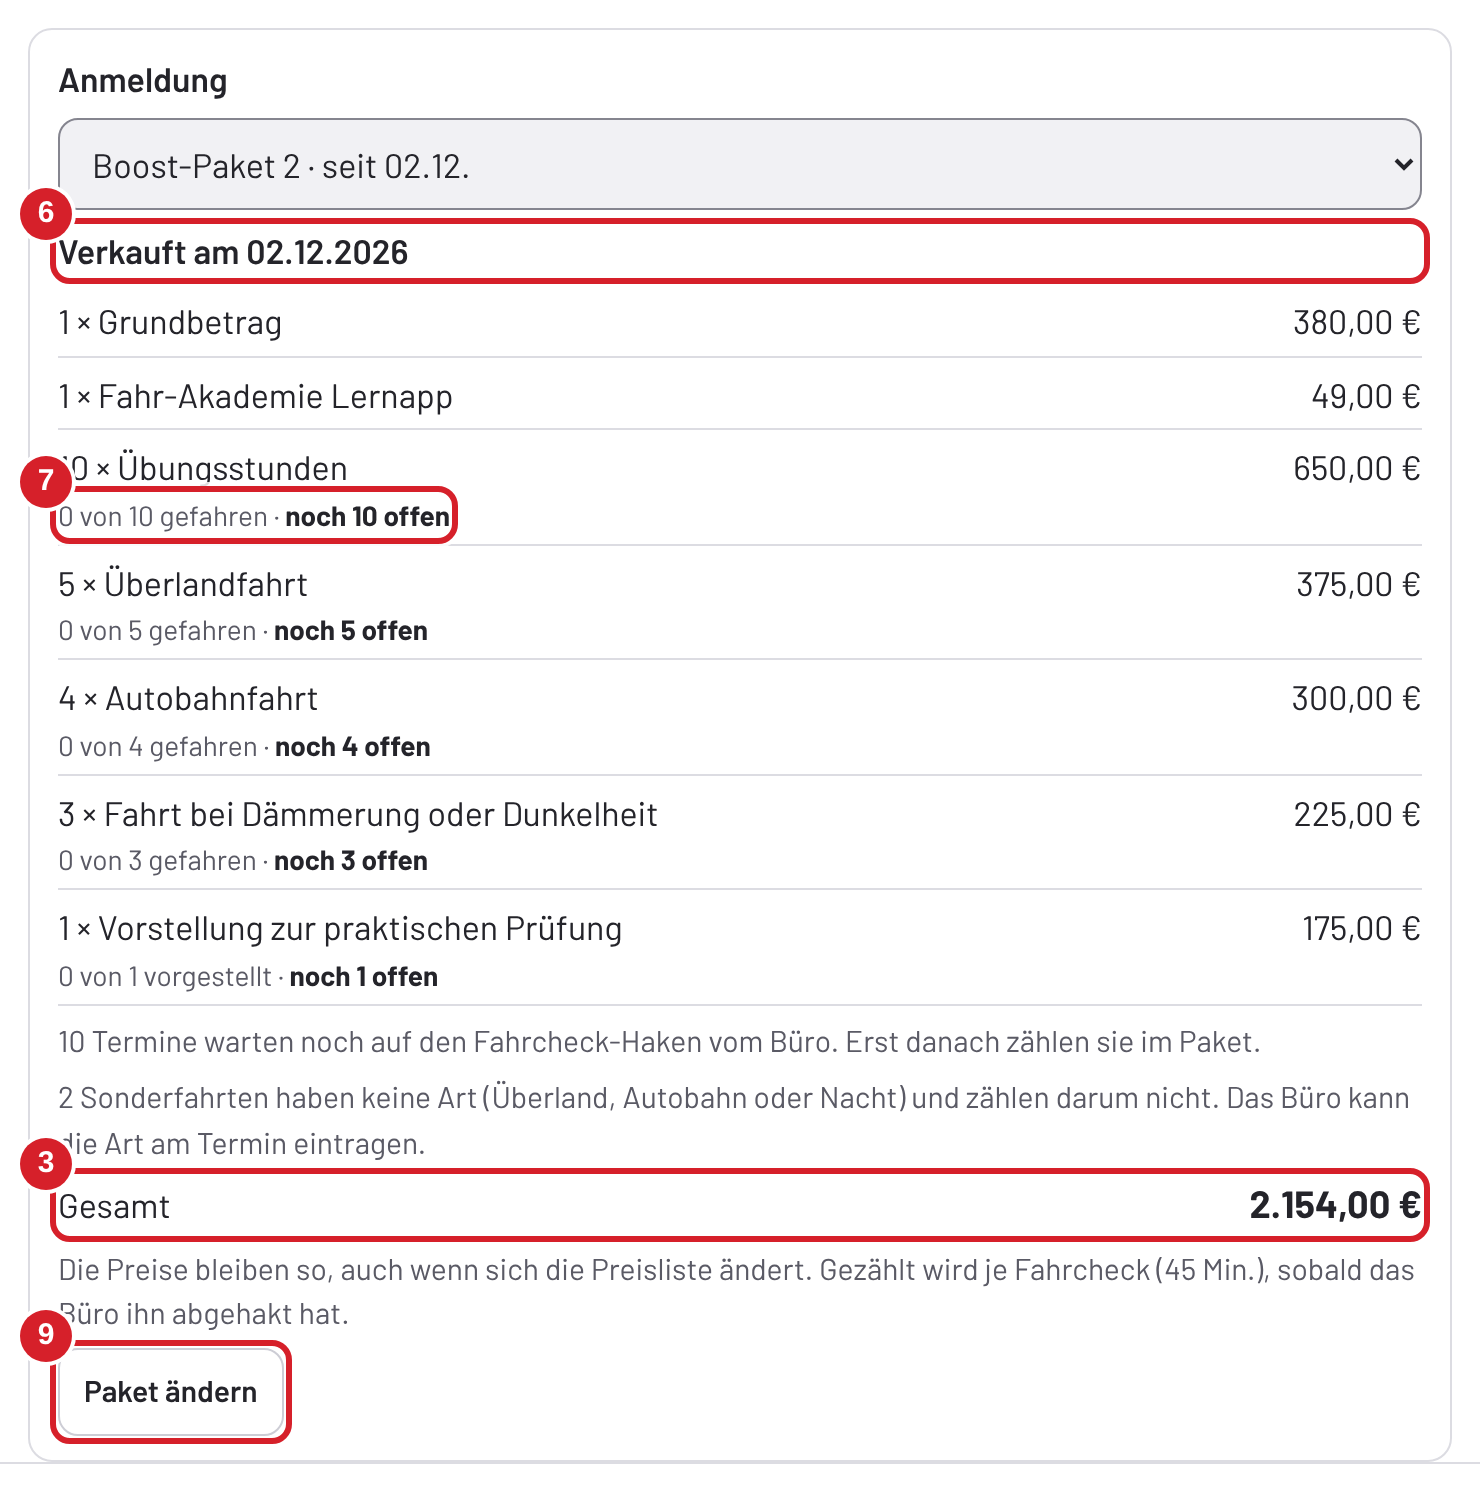 Anmeldung
Boost-Paket 2 · seit 02.12.
6
Verkauft am 02.12.2026
1 × Grundbetrag 380,00 €
1 × Fahr-Akademie Lernapp 49,00 €
10 × Übungsstunden 650,00 €
7
0 von 10 gefahren · noch 10 offen
5 × Überlandfahrt 375,00 €
0 von 5 gefahren · noch 5 offen
4 × Autobahnfahrt 300,00 €
0 von 4 gefahren · noch 4 offen
3 × Fahrt bei Dämmerung oder Dunkelheit 225,00 €
0 von 3 gefahren · noch 3 offen
1 × Vorstellung zur praktischen Prüfung 175,00 €
0 von 1 vorgestellt · noch 1 offen
10 Termine warten noch auf den Fahrcheck-Haken vom Büro. Erst danach zählen sie im Paket.
2 Sonderfahrten haben keine Art (Überland, Autobahn oder Nacht) und zählen darum nicht. Das Büro kann
die Art am Termin eintragen.
3
Gesamt 2.154,00 €
Die Preise bleiben so, auch wenn sich die Preisliste ändert. Gezählt wird je Fahrcheck (45 Min.), sobald das
Büro ihn abgehakt hat.
9
Paket ändern